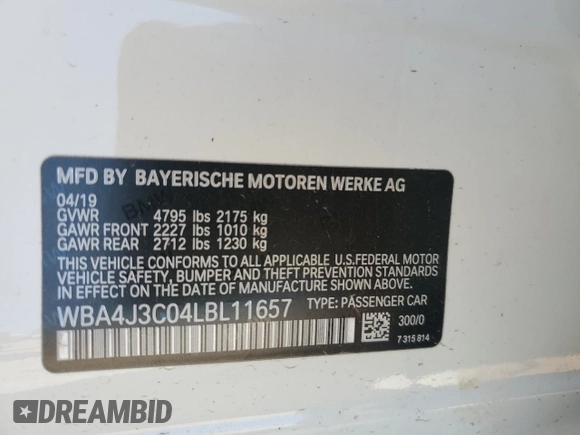 MFD BY BAYERISCHE MOTOREN WERKE AG
04/19
GVWR 4795 lbs 2175 kg
GAWR FRONT 2227 lbs 1010 kg
GAWR REAR 2712 lbs 1230 kg
THIS VEHICLE CONFORMS TO ALL APPLICABLE U.S.FEDERAL MOTOR
VEHICLE SAFETY, BUMPER AND THEFT PREVENTION STANDARDS
IN EFFECT ON THE DATE OF MANUFACTURE SHOWN ABOVE.
WBA4J3C04LBL11657 TYPE: PASSENGER CAR
300/0
7 315 814
DREAMBID